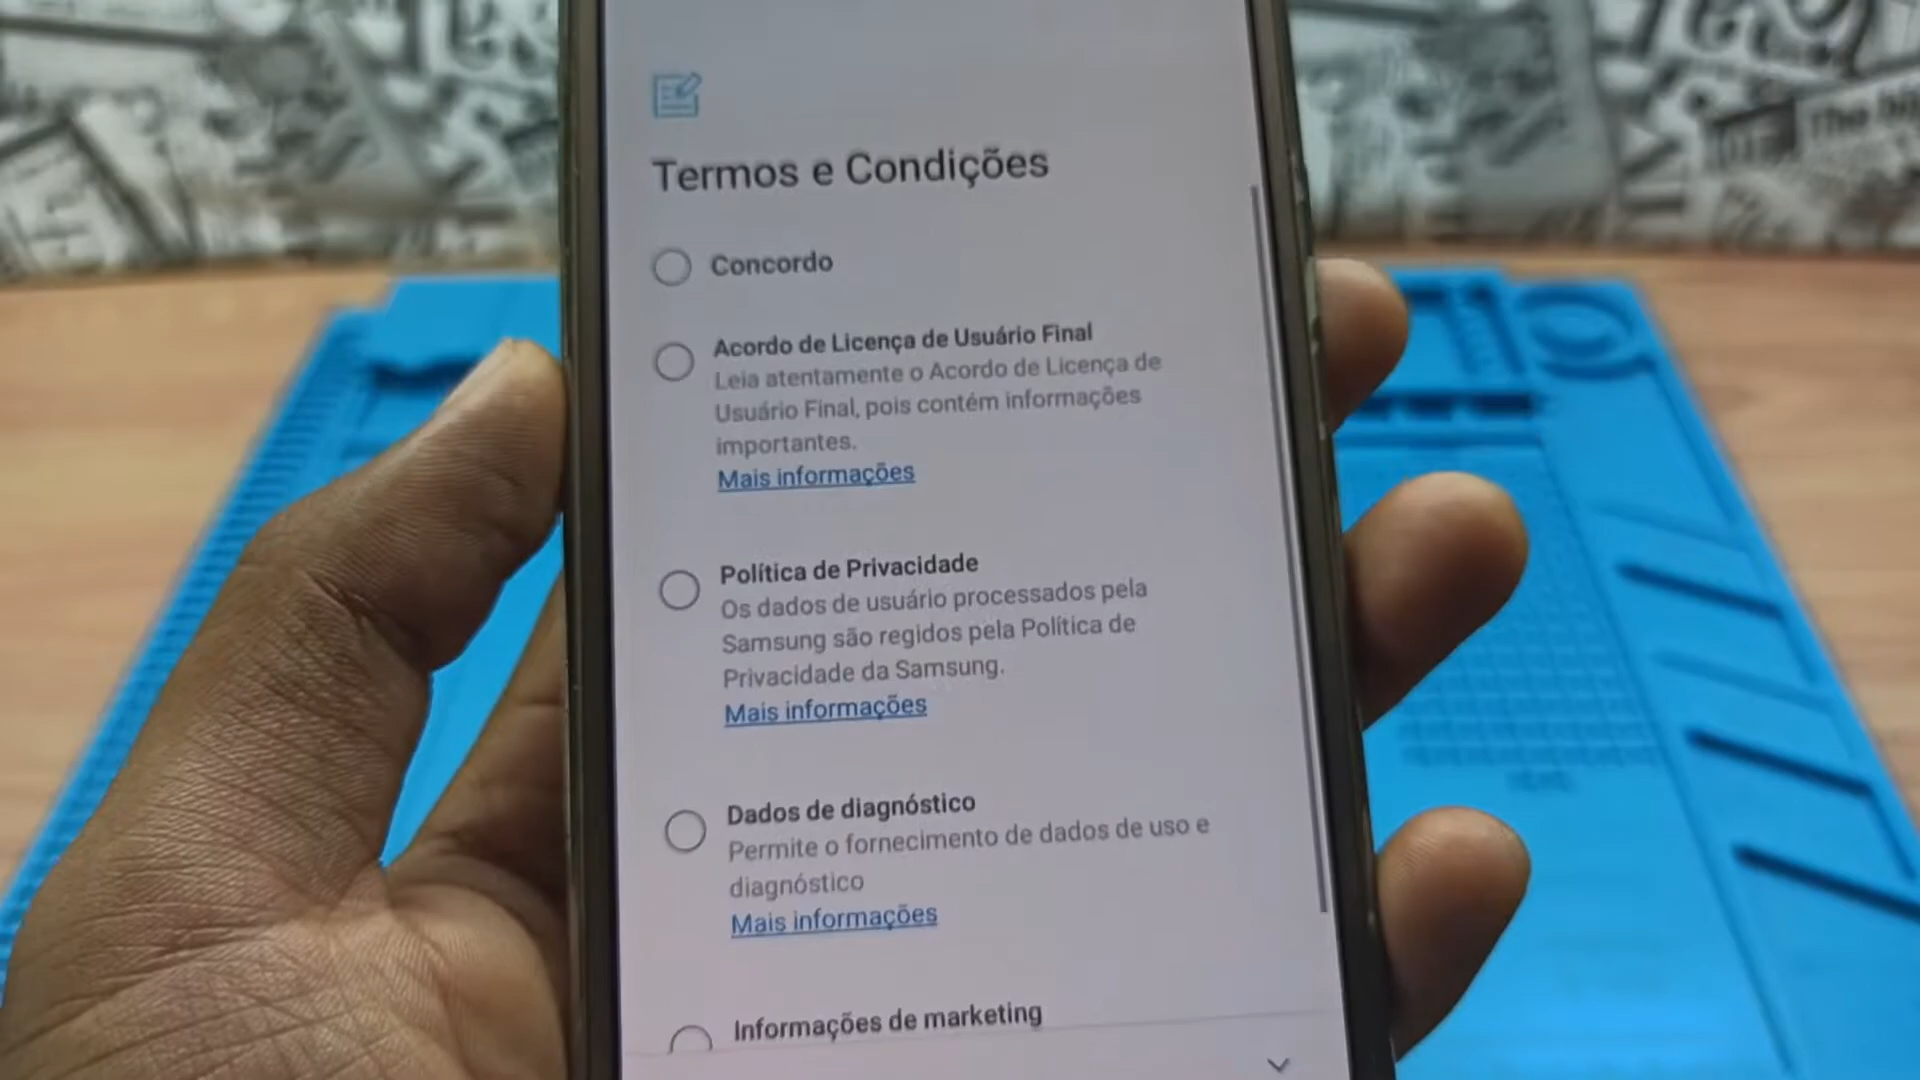 Termos e Condições
Concordo
Acordo de Licença de Usuário Final
Leia atentamente o Acordo de Licença de
Usuário Final, pois contém informações
importantes.
Mais informações
Política de Privacidade
Os dados de usuário processados pela
Samsung são regidos pela Política de
Privacidade da Samsung.
Mais informações
Dados de diagnóstico
Permite o fornecimento de dados de uso e
diagnóstico
Mais informações
Informações de marketing
The